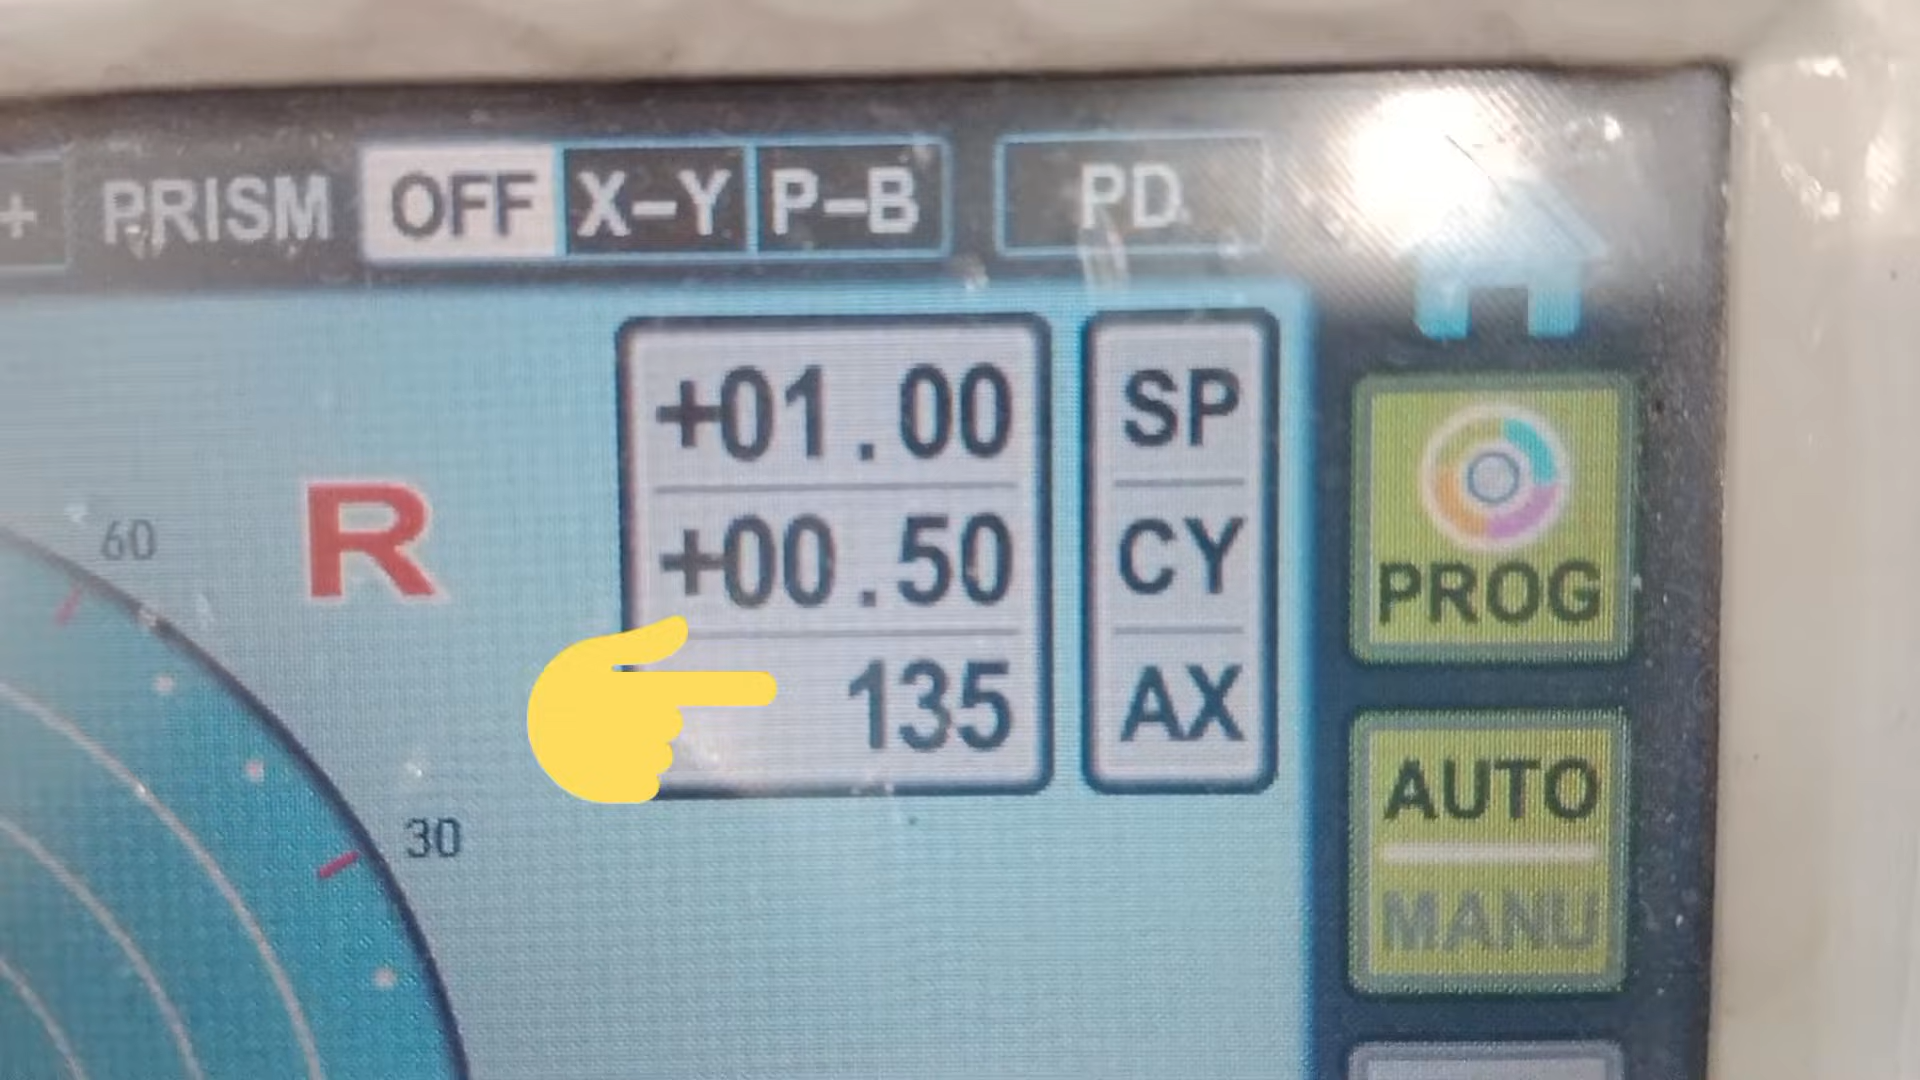 + PRISM OFF X-Y P-B PD
+01.00 SP
+00.50 CY
135 AX
R
60
30
PROG
AUTO
MANU